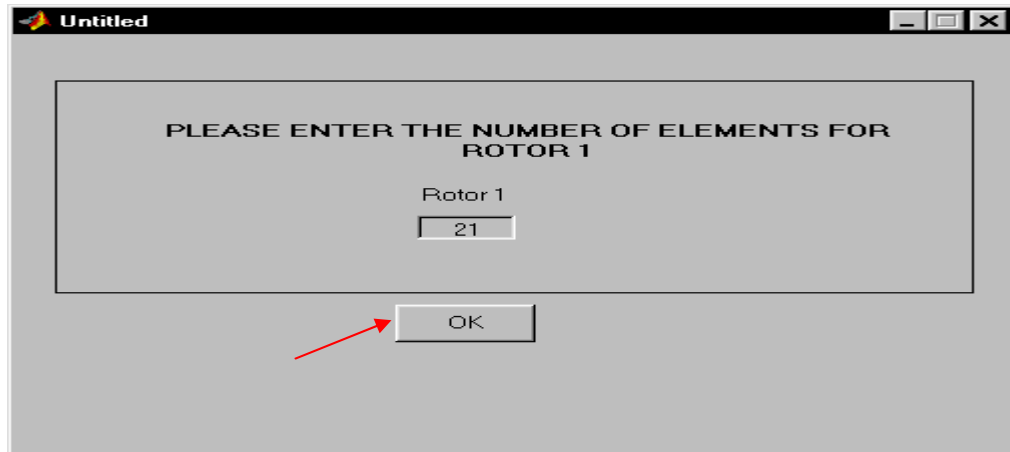 Untitled
PLEASE ENTER THE NUMBER OF ELEMENTS FOR
ROTOR 1
Rotor 1
21
OK